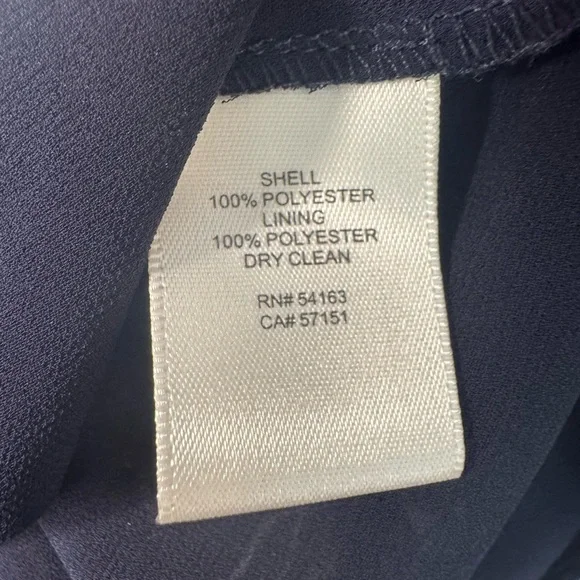 SHELL
100% POLYESTER
LINING
100% POLYESTER
DRY CLEAN
RN# 54163
CA# 57151